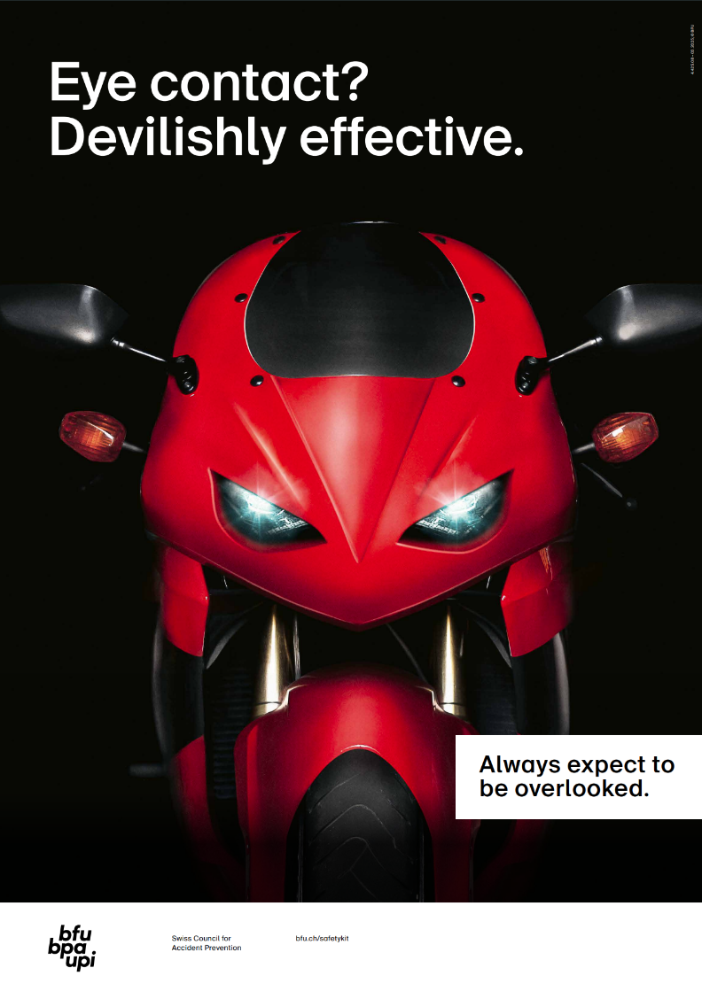 Eye contact?
Devilishly effective.
Always expect to
be overlooked.
bfu
bpa
upi
Swiss Council for
Accident Prevention
bfu.ch/safetykit